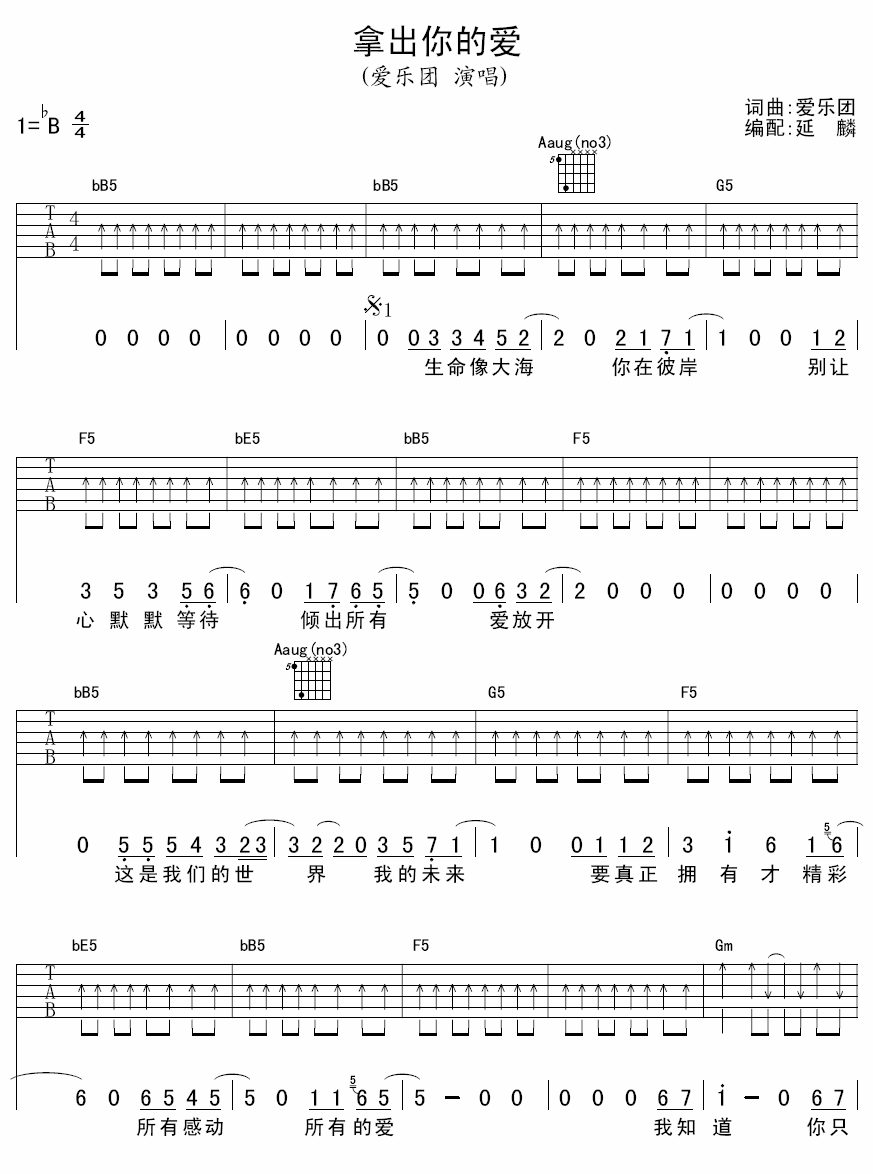 拿出你的爱
(爱乐团 演唱)
词曲:爱乐团
1=♭B 4/4
编配:延 麟
Aaug(no3)
5
bB5 bB5 G5
T A B 4 4
𝄋1
0 0 0 0 | 0 0 0 0 | 0 0 3 3 4 5 2 | 2 0 2 1 7 1 | 1 0 0 1 2
生命像大海 你在彼岸 别让
F5 bE5 bB5 F5
T A B
3 5 3 5 6 | 6 0 1 7 6 5 | 5 0 0 6 3 2 | 2 0 0 0 | 0 0 0 0
心 默 默 等待 倾出所有 爱放开
Aaug(no3)
5
bB5 G5 F5
T A B
0 5 5 5 4 3 2 3 | 3 2 2 0 3 5 7 1 | 1 0 0 1 1 2 | 3 1 6 1 5 6
这是我们的世 界 我的未来 要真正 拥 有 才 精彩
bE5 bB5 F5 Gm
T A B
6 0 6 5 4 5 | 5 0 1 1 5 6 5 | 5 – 0 0 | 0 0 0 6 7 | 1 – 0 6 7
所有感动 所有的爱 我知 道 你只